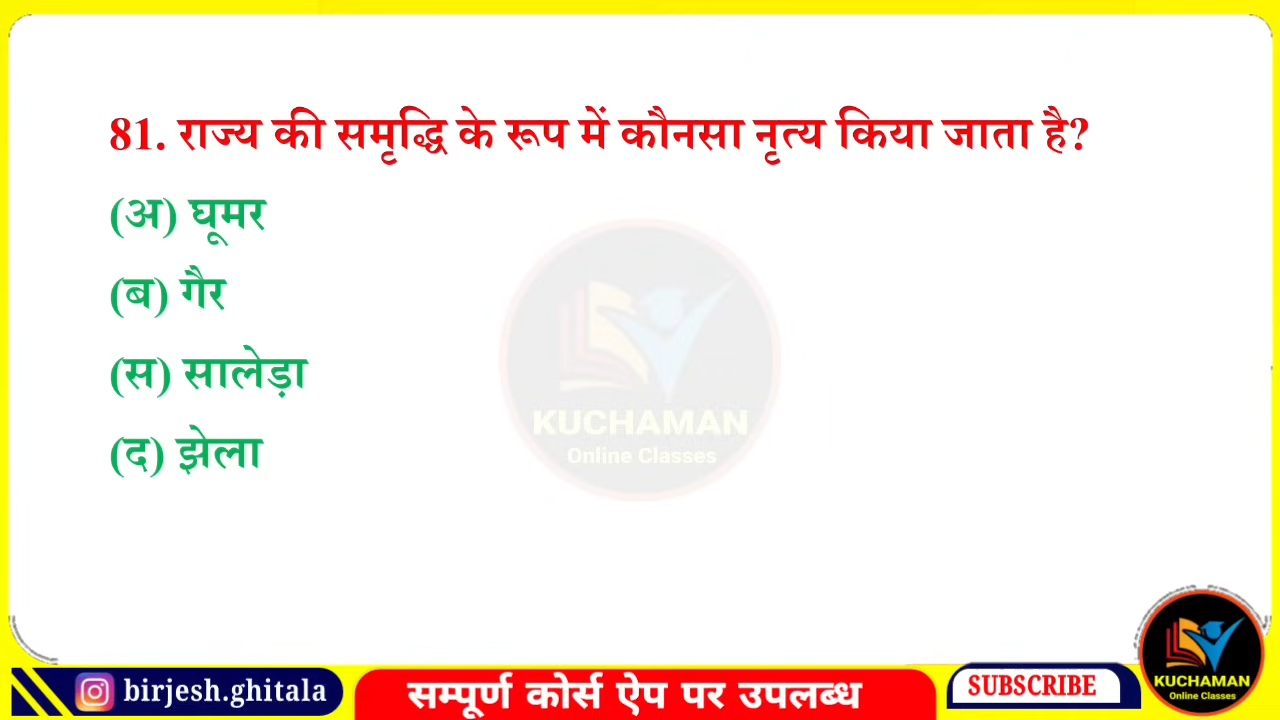 81. राज्य की समृद्धि के रूप में कौनसा नृत्य किया जाता है?
(अ) घूमर
(ब) गैर
(स) सालेड़ा
(द) झेला
KUCHAMAN
Online Classes
birjesh.ghitala
सम्पूर्ण कोर्स ऐप पर उपलब्ध
SUBSCRIBE
KUCHAMAN
Online Classes